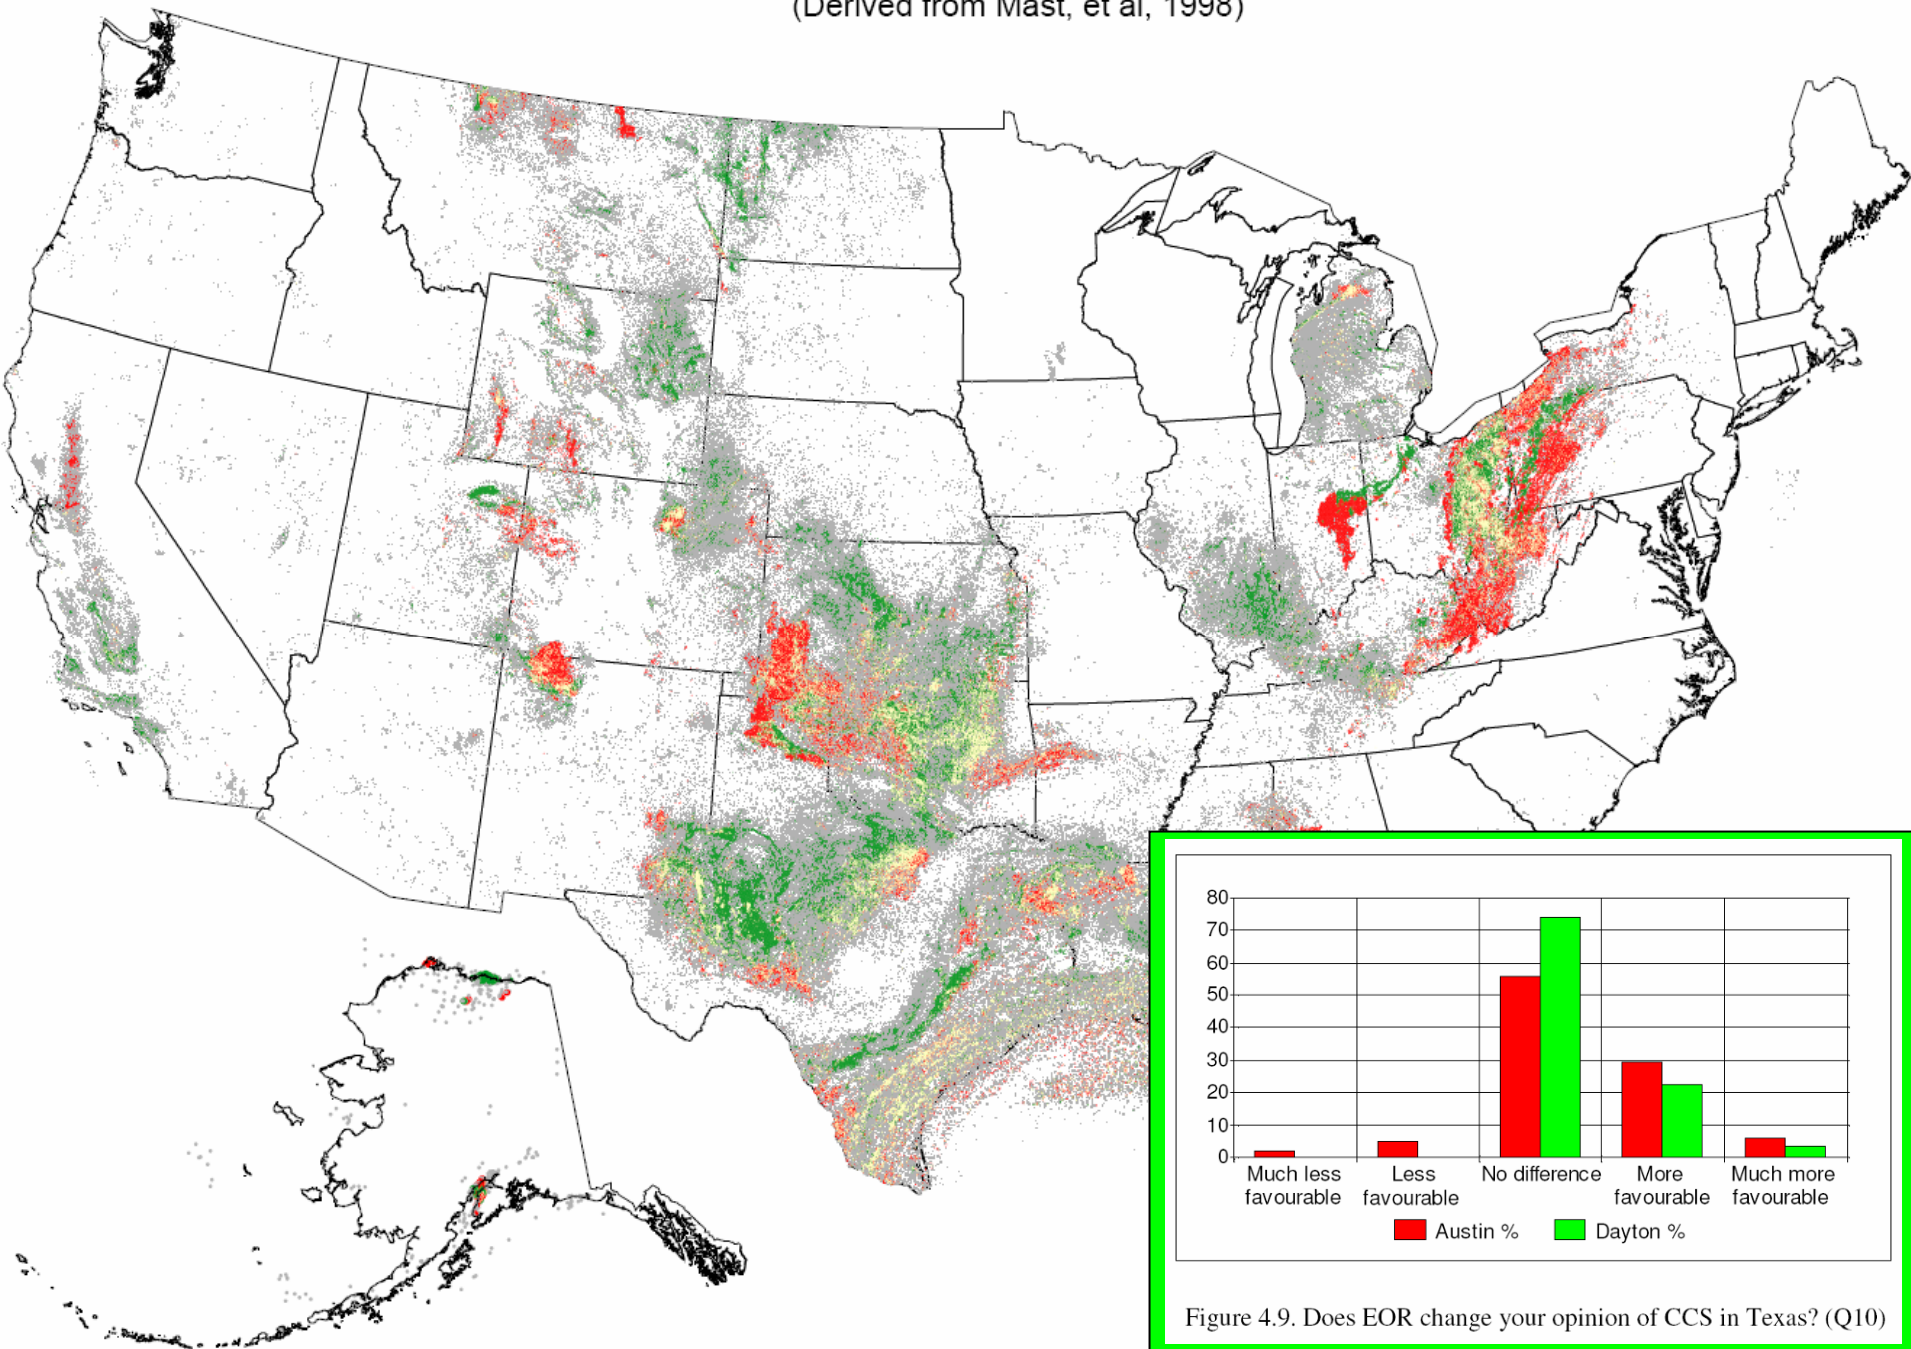 (Derived from Mast, et al, 1998)
80
70
60
50
40
30
20
10
0
Much less favourable
Less favourable
No difference
More favourable
Much more favourable
Austin %
Dayton %
Figure 4.9. Does EOR change your opinion of CCS in Texas? (Q10)